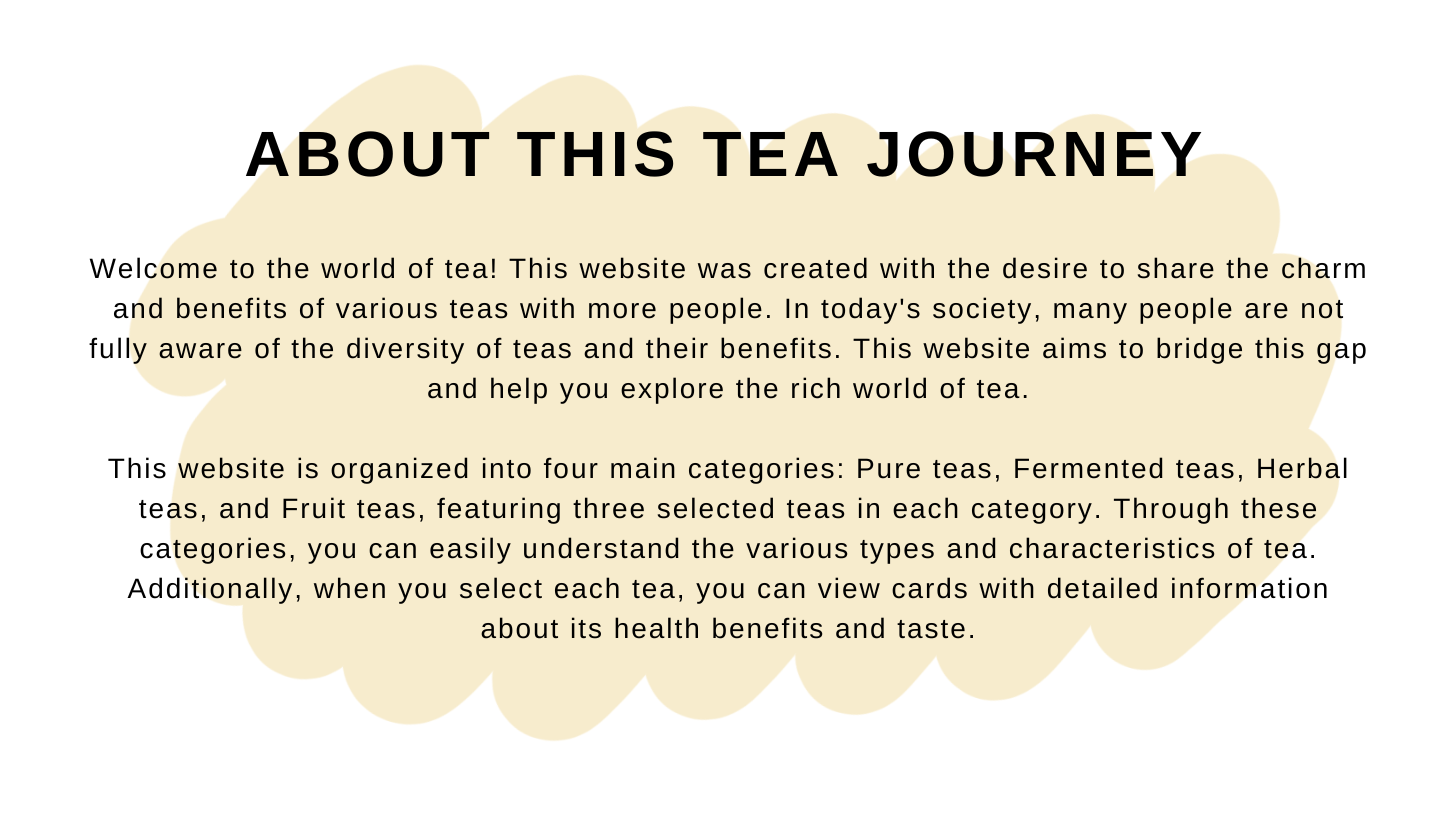 ABOUT THIS TEA JOURNEY
Welcome to the world of tea! This website was created with the desire to share the charm
and benefits of various teas with more people. In today's society, many people are not
fully aware of the diversity of teas and their benefits. This website aims to bridge this gap
and help you explore the rich world of tea.
This website is organized into four main categories: Pure teas, Fermented teas, Herbal
teas, and Fruit teas, featuring three selected teas in each category. Through these
categories, you can easily understand the various types and characteristics of tea.
Additionally, when you select each tea, you can view cards with detailed information
about its health benefits and taste.